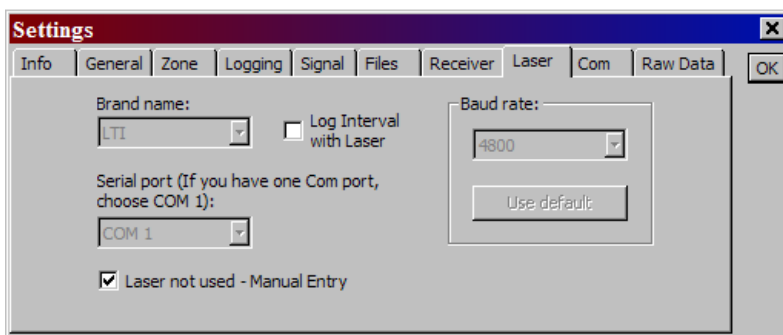 Settings
Info General Zone Logging Signal Files Receiver Laser Com Raw Data
OK
Brand name:
LTI
Log Interval
with Laser
Baud rate:
4800
Use default
Serial port (If you have one Com port,
choose COM 1):
COM 1
Laser not used - Manual Entry